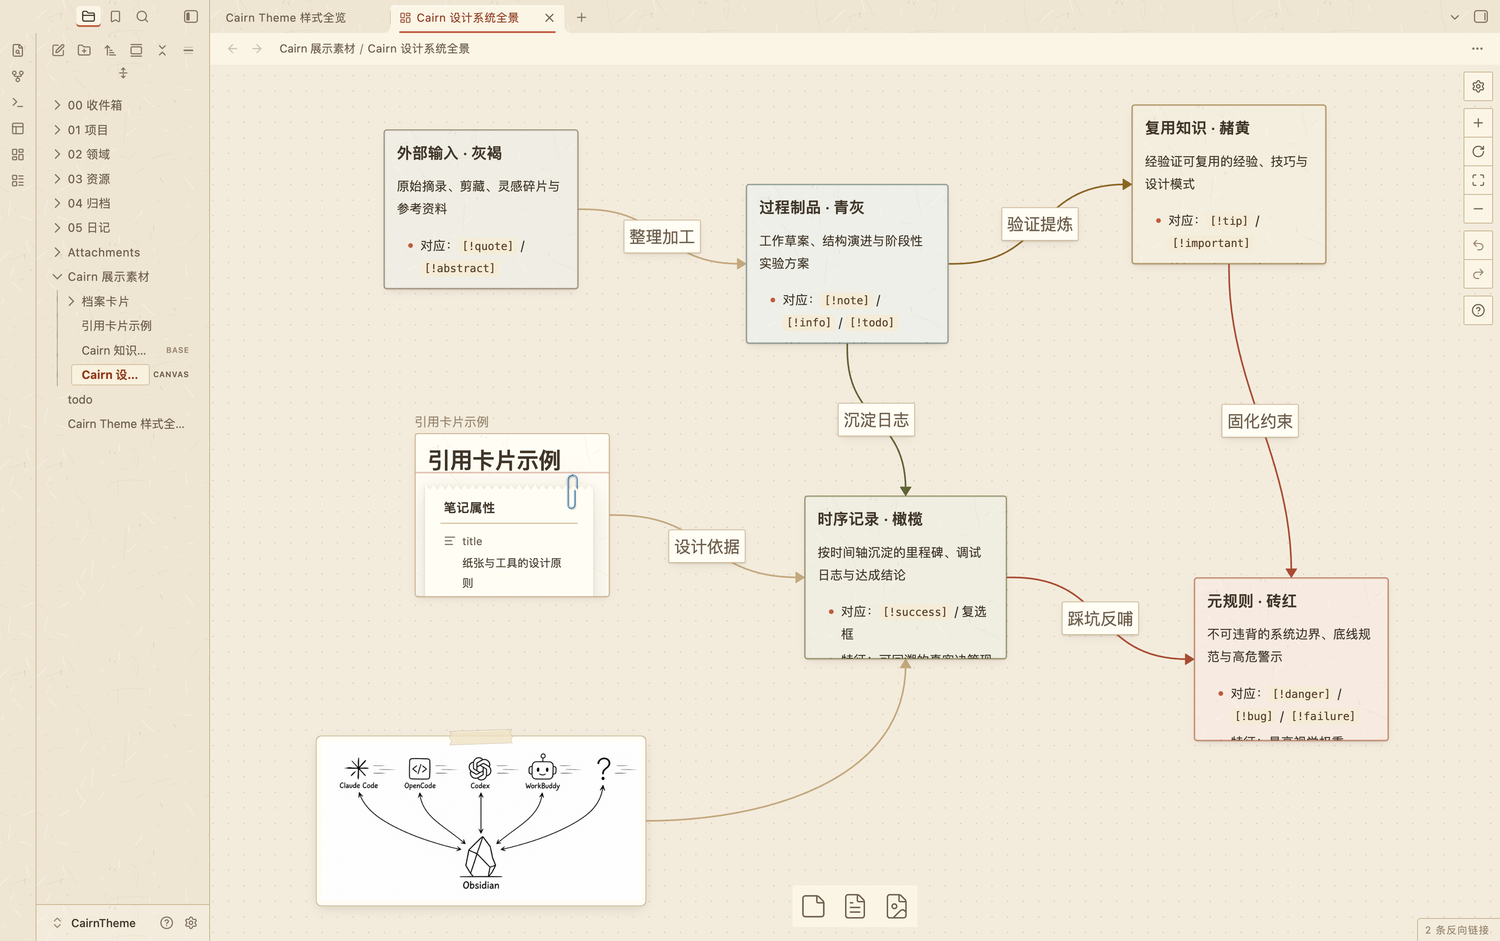 Cairn Theme 样式全览
Cairn 设计系统全景
Cairn 展示素材 / Cairn 设计系统全景
00 收件箱
01 项目
02 领域
03 资源
04 归档
05 日记
Attachments
Cairn 展示素材
档案卡片
引用卡片示例
Cairn 知识... BASE
Cairn 设... CANVAS
todo
Cairn Theme 样式全...
CairnTheme
外部输入 · 灰褐
原始摘录、剪藏、灵感碎片与
参考资料
• 对应： [!quote] /
[!abstract]
整理加工
过程制品 · 青灰
工作草案、结构演进与阶段性
实验方案
• 对应： [!note] /
[!info] / [!todo]
验证提炼
复用知识 · 赭黄
经验证可复用的经验、技巧与
设计模式
• 对应： [!tip] /
[!important]
沉淀日志
固化约束
引用卡片示例
引用卡片示例
笔记属性
title
纸张与工具的设计原
则
设计依据
时序记录 · 橄榄
按时间轴沉淀的里程碑、调试
日志与达成结论
• 对应： [!success] / 复选
框
踩坑反哺
元规则 · 砖红
不可违背的系统边界、底线规
范与高危警示
• 对应： [!danger] /
[!bug] / [!failure]
Claude Code
OpenCode
Codex
WorkBuddy
?
Obsidian
2 条反向链接